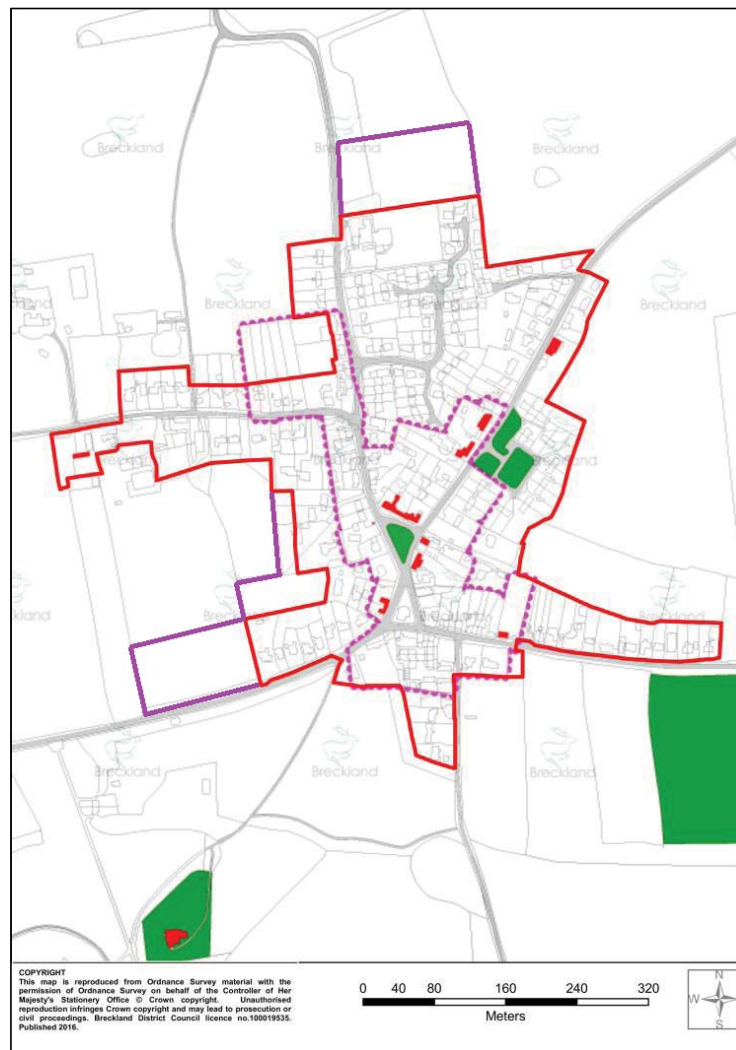 Breckland
Breckland
Breckland
Breckland
Breckland
Breckland
Breckland
Breckland
Breckland
Breckland
COPYRIGHT
This map is reproduced from Ordnance Survey material with the
permission of Ordnance Survey on behalf of the Controller of Her
Majesty's Stationery Office © Crown copyright. Unauthorised
reproduction infringes Crown copyright and may lead to prosecution or
civil proceedings. Breckland District Council licence no.100019535.
Published 2016.
0 40 80 160 240 320
Meters
N
W E
S